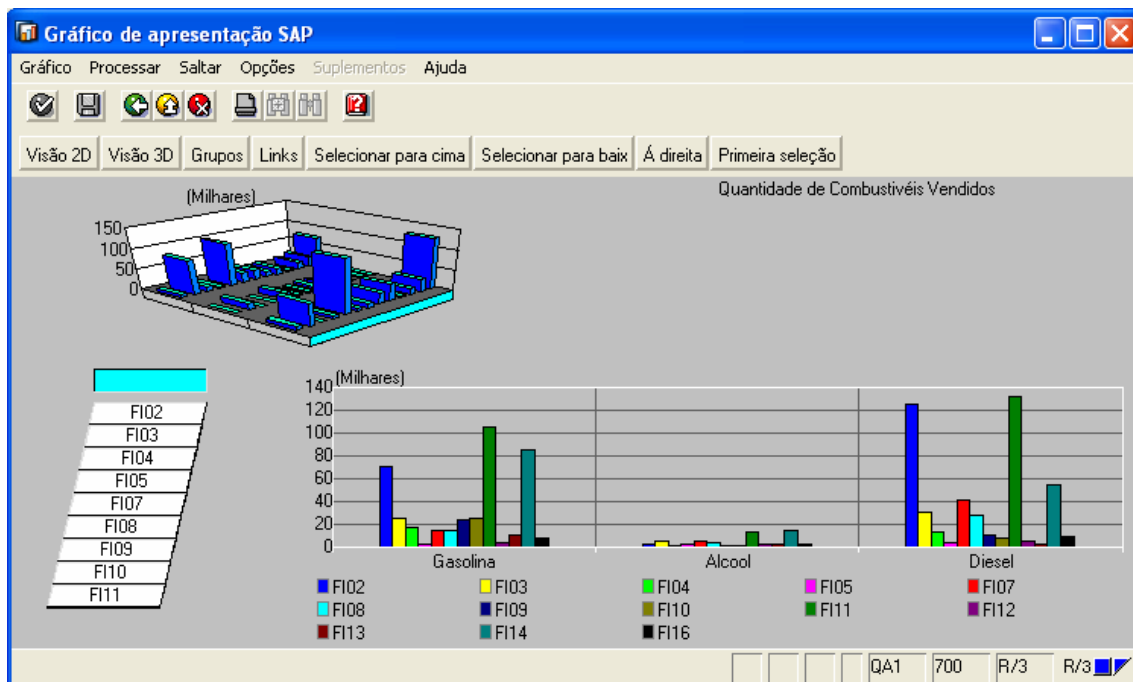 Gráfico de apresentação SAP
Gráfico Processar Saltar Opções Suplementos Ajuda
Visão 2D Visão 3D Grupos Links Selecionar para cima Selecionar para baix Á direita Primeira seleção
Quantidade de Combustivéis Vendidos
(Milhares)
150
100
50
0
FI02
FI03
FI04
FI05
FI07
FI08
FI09
FI10
FI11
(Milhares)
140
120
100
80
60
40
20
0
Gasolina Alcool Diesel
FI02 FI03 FI04 FI05 FI07
FI08 FI09 FI10 FI11 FI12
FI13 FI14 FI16
QA1 700 R/3 R/3